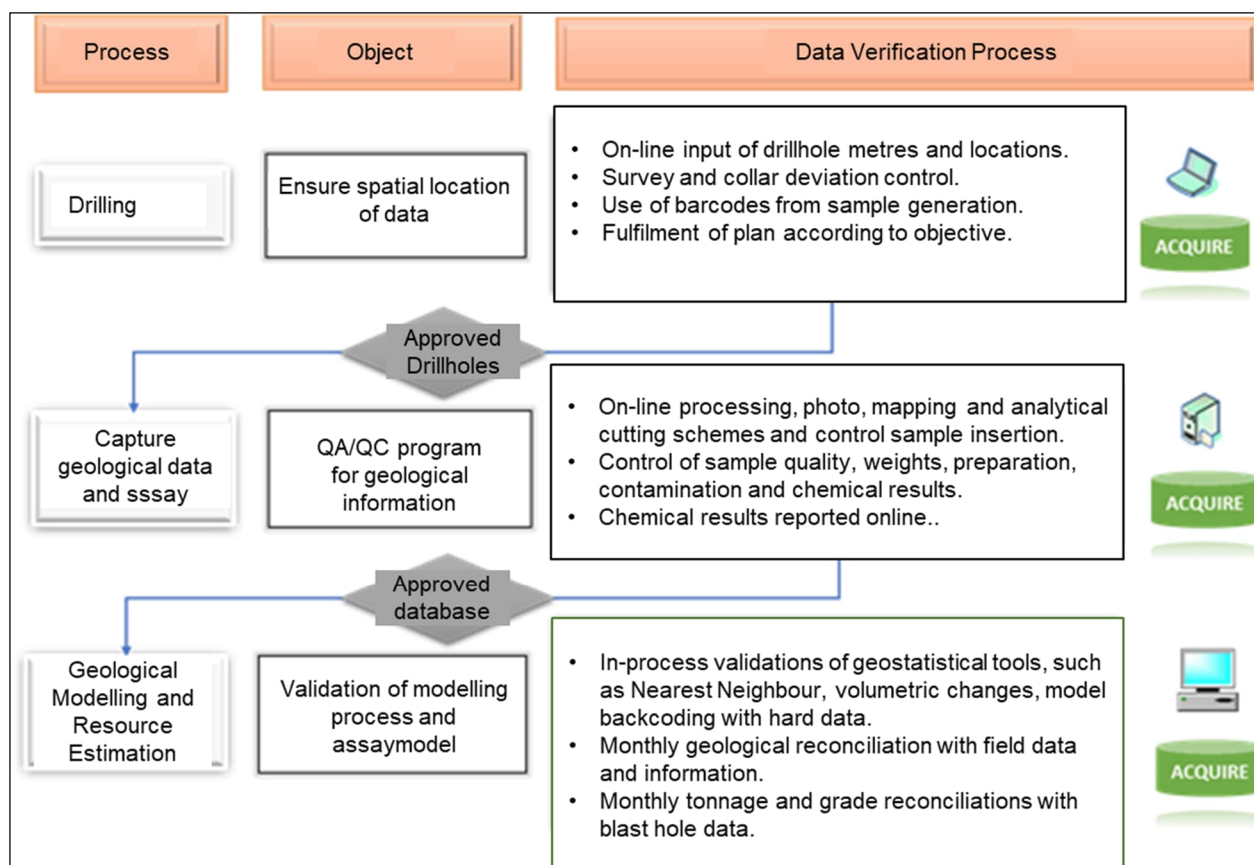 Process
Object
Data Verification Process
Drilling
Ensure spatial location
of data
• On-line input of drillhole metres and locations.
• Survey and collar deviation control.
• Use of barcodes from sample generation.
• Fulfilment of plan according to objective.
ACQUIRE
Approved
Drillholes
Capture
geological data
and sssay
QA/QC program
for geological
information
• On-line processing, photo, mapping and analytical
cutting schemes and control sample insertion.
• Control of sample quality, weights, preparation,
contamination and chemical results.
• Chemical results reported online..
ACQUIRE
Approved
database
Geological
Modelling and
Resource
Estimation
Validation of modelling
process and
assaymodel
• In-process validations of geostatistical tools, such
as Nearest Neighbour, volumetric changes, model
backcoding with hard data.
• Monthly geological reconciliation with field data
and information.
• Monthly tonnage and grade reconciliations with
blast hole data.
ACQUIRE